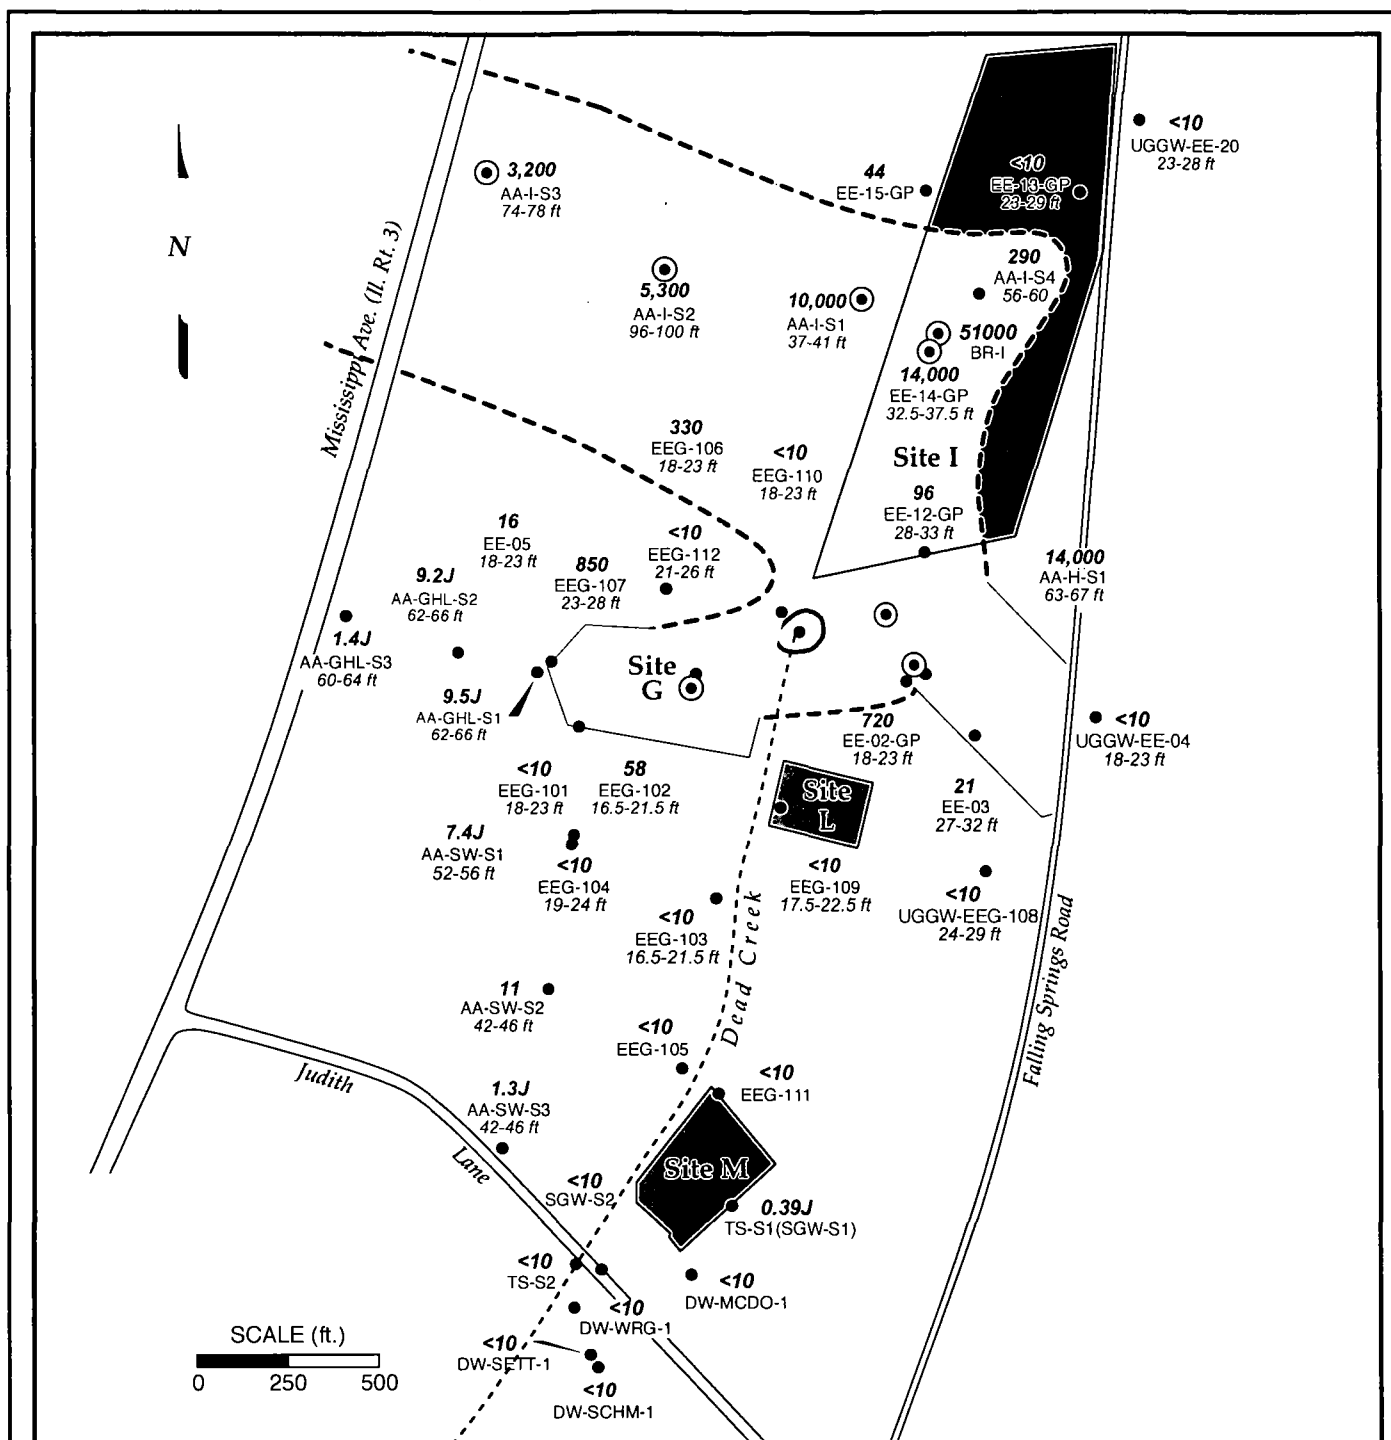 <10
UGGW-EE-20
23-28 ft
3,200
AA-I-S3
74-78 ft
44
EE-15-GP
<10
EE-13-GP
23-29 ft
N
Mississippi Ave. (Il. Rt. 3)
5,300
AA-I-S2
96-100 ft
10,000
AA-I-S1
37-41 ft
290
AA-I-S4
56-60
51000
BR-I
14,000
EE-14-GP
32.5-37.5 ft
Site I
330
EEG-106
18-23 ft
<10
EEG-110
18-23 ft
96
EE-12-GP
28-33 ft
16
EE-05
18-23 ft
<10
EEG-112
21-26 ft
850
EEG-107
23-28 ft
14,000
AA-H-S1
63-67 ft
9.2J
AA-GHL-S2
62-66 ft
1.4J
AA-GHL-S3
60-64 ft
Site
G
9.5J
AA-GHL-S1
62-66 ft
720
EE-02-GP
18-23 ft
<10
UGGW-EE-04
18-23 ft
<10
EEG-101
18-23 ft
58
EEG-102
16.5-21.5 ft
Site
L
21
EE-03
27-32 ft
7.4J
AA-SW-S1
52-56 ft
<10
EEG-104
19-24 ft
<10
EEG-109
17.5-22.5 ft
<10
UGGW-EEG-108
24-29 ft
<10
EEG-103
16.5-21.5 ft
Dead Creek
Falling Springs Road
11
AA-SW-S2
42-46 ft
<10
EEG-105
Judith
Lane
<10
EEG-111
1.3J
AA-SW-S3
42-46 ft
Site M
<10
SGW-S2
0.39J
TS-S1(SGW-S1)
<10
TS-S2
<10
DW-MCDO-1
<10
DW-WRG-1
<10
DW-SETT-1
<10
DW-SCHM-1
SCALE (ft.)
0 250 500